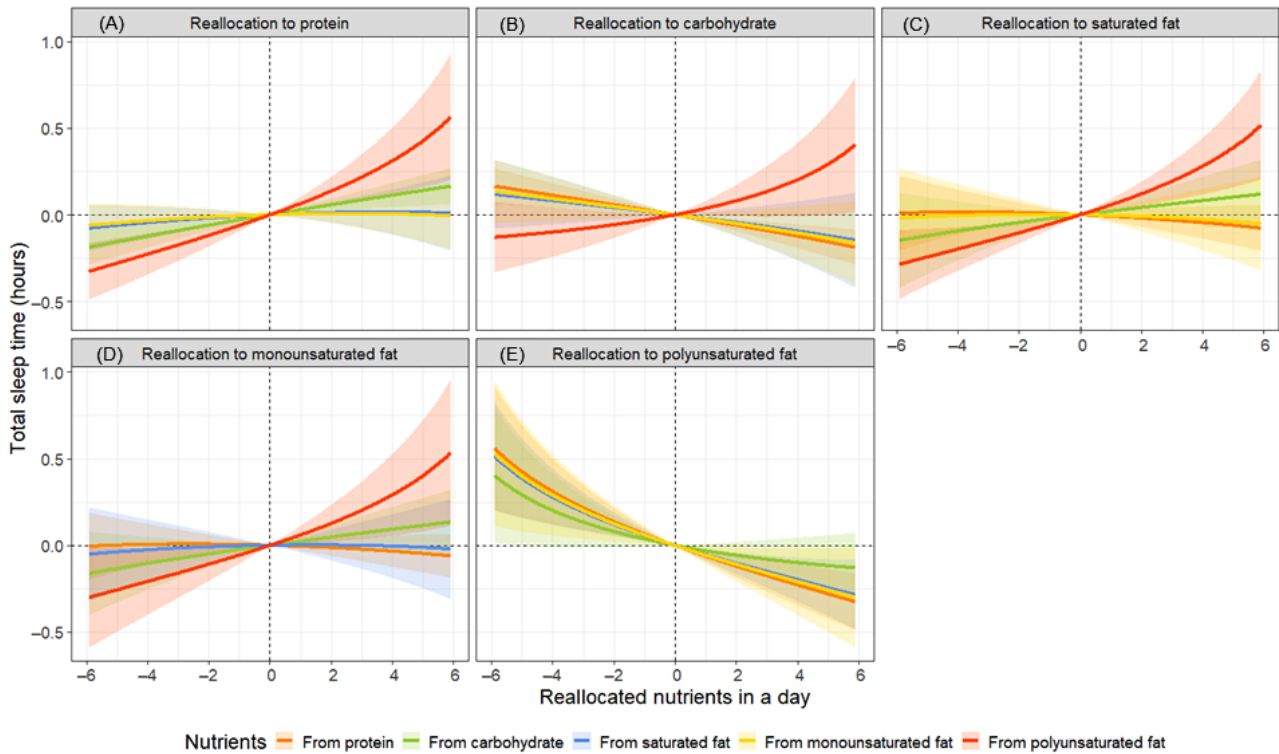 (A) Reallocation to protein
(B) Reallocation to carbohydrate
(C) Reallocation to saturated fat
1.0
0.5
0.0
−0.5
−6 −4 −2 0 2 4 6
(D) Reallocation to monounsaturated fat
(E) Reallocation to polyunsaturated fat
1.0
0.5
0.0
−0.5
−6 −4 −2 0 2 4 6
−6 −4 −2 0 2 4 6
Total sleep time (hours)
Reallocated nutrients in a day
Nutrients From protein From carbohydrate From saturated fat From monounsaturated fat From polyunsaturated fat